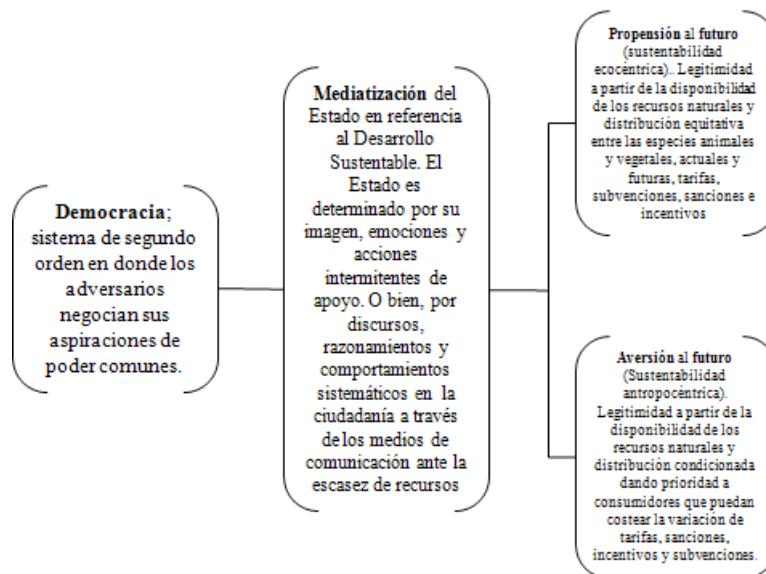 Democracia;
sistema de segundo
orden en donde los
adversarios
negocian sus
aspiraciones de
poder comunes.
Mediatización del
Estado en referencia
al Desarrollo
Sustentable. El
Estado es
determinado por su
imagen, emociones y
acciones
intermitentes de
apoyo. O bien, por
discursos,
razonamientos y
comportamientos
sistemáticos en la
ciudadanía a través
de los medios de
comunicación ante la
escasez de recursos
Propensión al futuro
(sustentabilidad
ecocéntrica).. Legitimidad
a partir de la disponibilidad
de los recursos naturales y
distribución equitativa
entre las especies animales
y vegetales, actuales y
futuras, tarifas,
subvenciones, sanciones e
incentivos
Aversión al futuro
(Sustentabilidad
antropocéntrica).
Legitimidad a partir de la
disponibilidad de los
recursos naturales y
distribución condicionada
dando prioridad a
consumidores que puedan
costear la variación de
tarifas, sanciones,
incentivos y subvenciones.